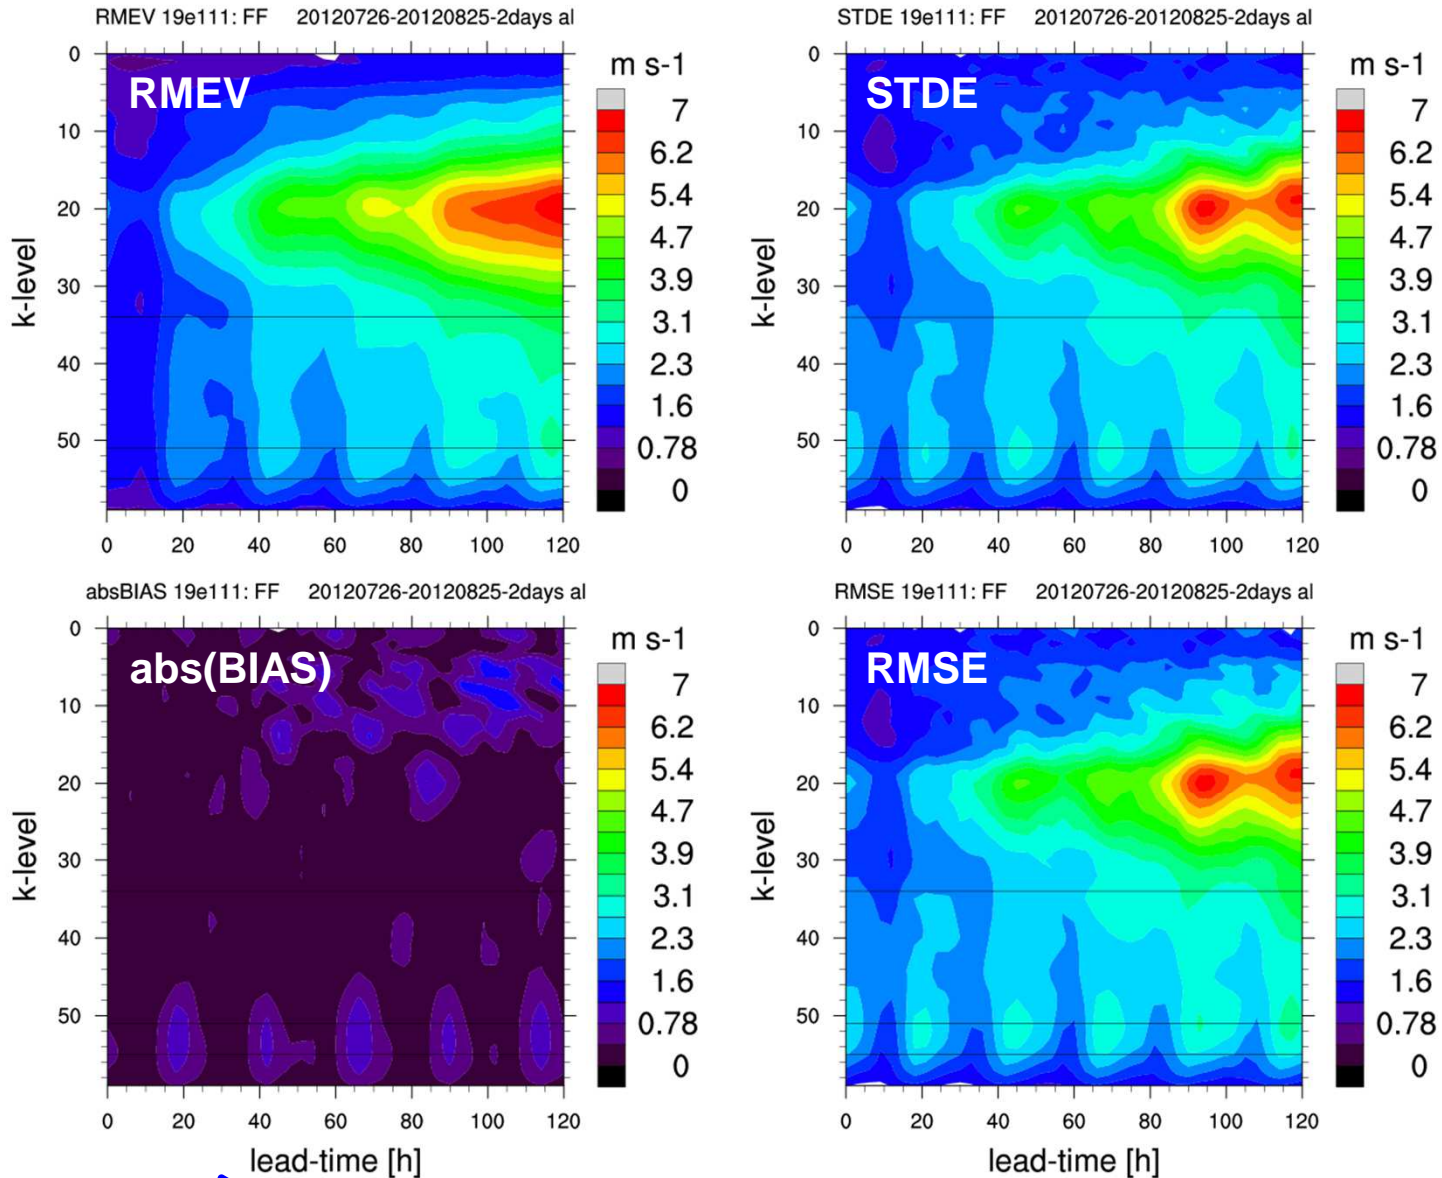 RMEV 19e111: FF 20120726-20120825-2days al
m s-1
RMEV
0
10
20
30
40
50
k-level
0 20 40 60 80 100 120
7
6.2
5.4
4.7
3.9
3.1
2.3
1.6
0.78
0
STDE 19e111: FF 20120726-20120825-2days al
m s-1
STDE
0
10
20
30
40
50
k-level
0 20 40 60 80 100 120
7
6.2
5.4
4.7
3.9
3.1
2.3
1.6
0.78
0
absBIAS 19e111: FF 20120726-20120825-2days al
m s-1
abs(BIAS)
0
10
20
30
40
50
k-level
0 20 40 60 80 100 120
lead-time [h]
7
6.2
5.4
4.7
3.9
3.1
2.3
1.6
0.78
0
RMSE 19e111: FF 20120726-20120825-2days al
m s-1
RMSE
0
10
20
30
40
50
k-level
0 20 40 60 80 100 120
lead-time [h]
7
6.2
5.4
4.7
3.9
3.1
2.3
1.6
0.78
0